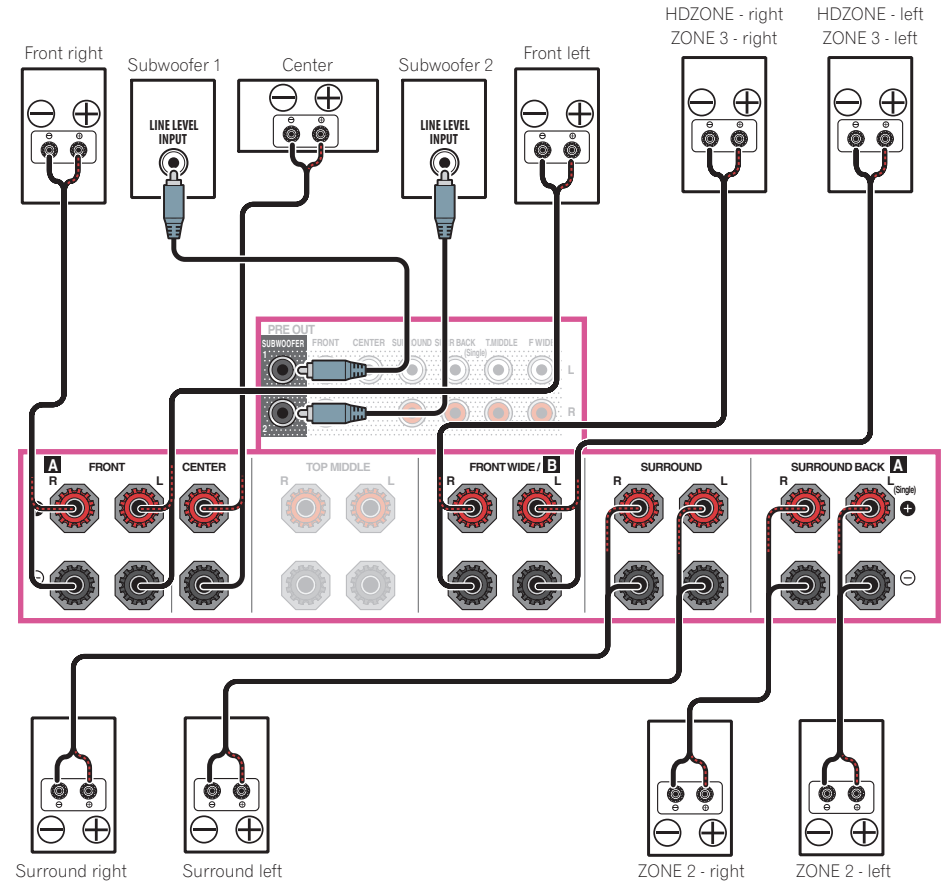 HDZONE - right
ZONE 3 - right
HDZONE - left
ZONE 3 - left
Front right
Subwoofer 1
Center
Subwoofer 2
Front left
LINE LEVEL
INPUT
LINE LEVEL
INPUT
PRE OUT
SUBWOOFER
FRONT
CENTER
BACK
(Single)
T.MIDDLE
1
L
2
R
A
FRONT
R
L
CENTER
TOP MIDDLE
R
L
FRONT WIDE / B
R
L
SURROUND
R
L
SURROUND BACK A
R
L
(Single)
Surround right
Surround left
ZONE 2 - right
ZONE 2 - left